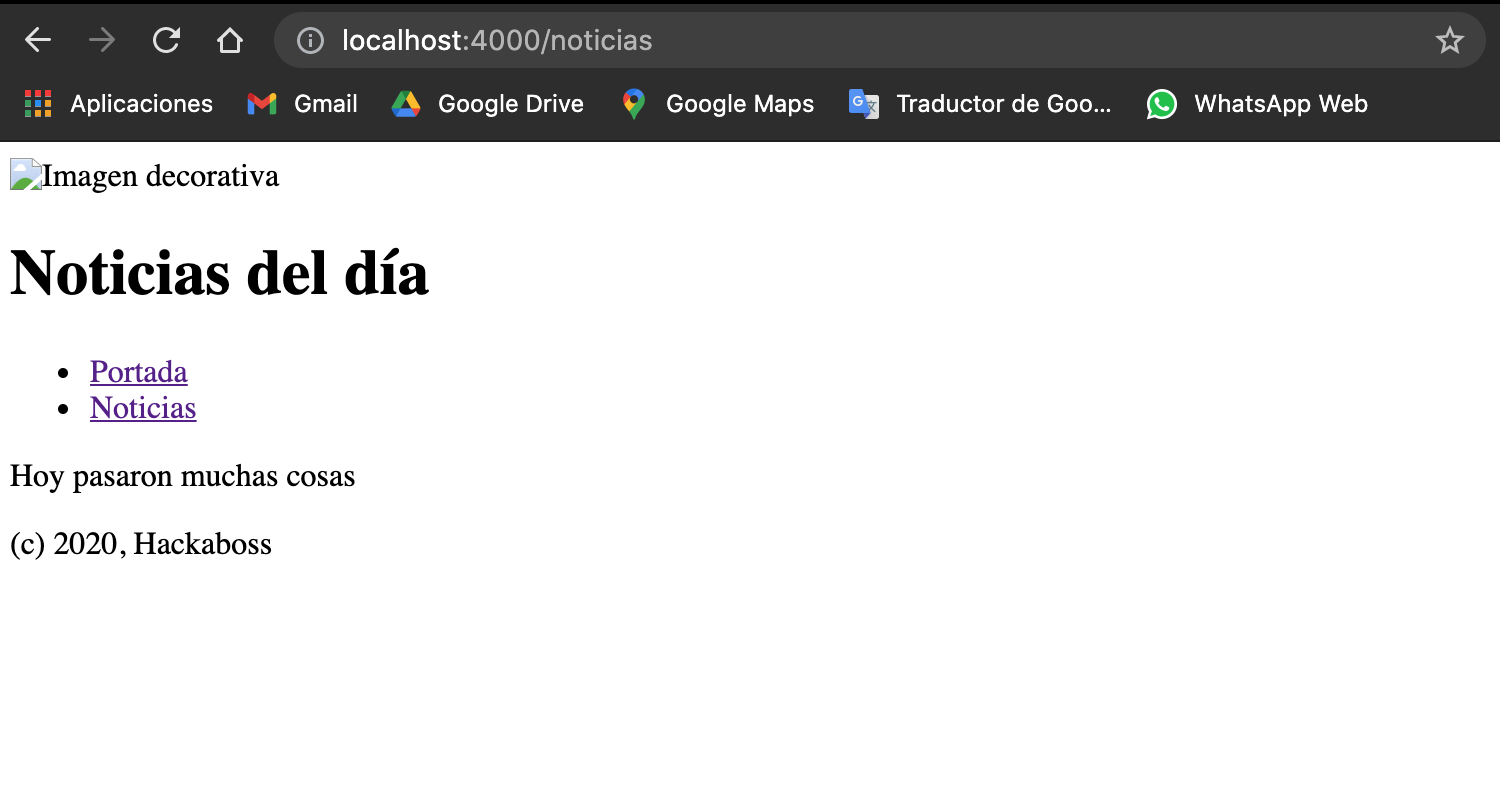 localhost:4000/noticias
Aplicaciones Gmail Google Drive Google Maps Traductor de Goo... WhatsApp Web
Imagen decorativa
Noticias del día
Portada
Noticias
Hoy pasaron muchas cosas
(c) 2020, Hackaboss